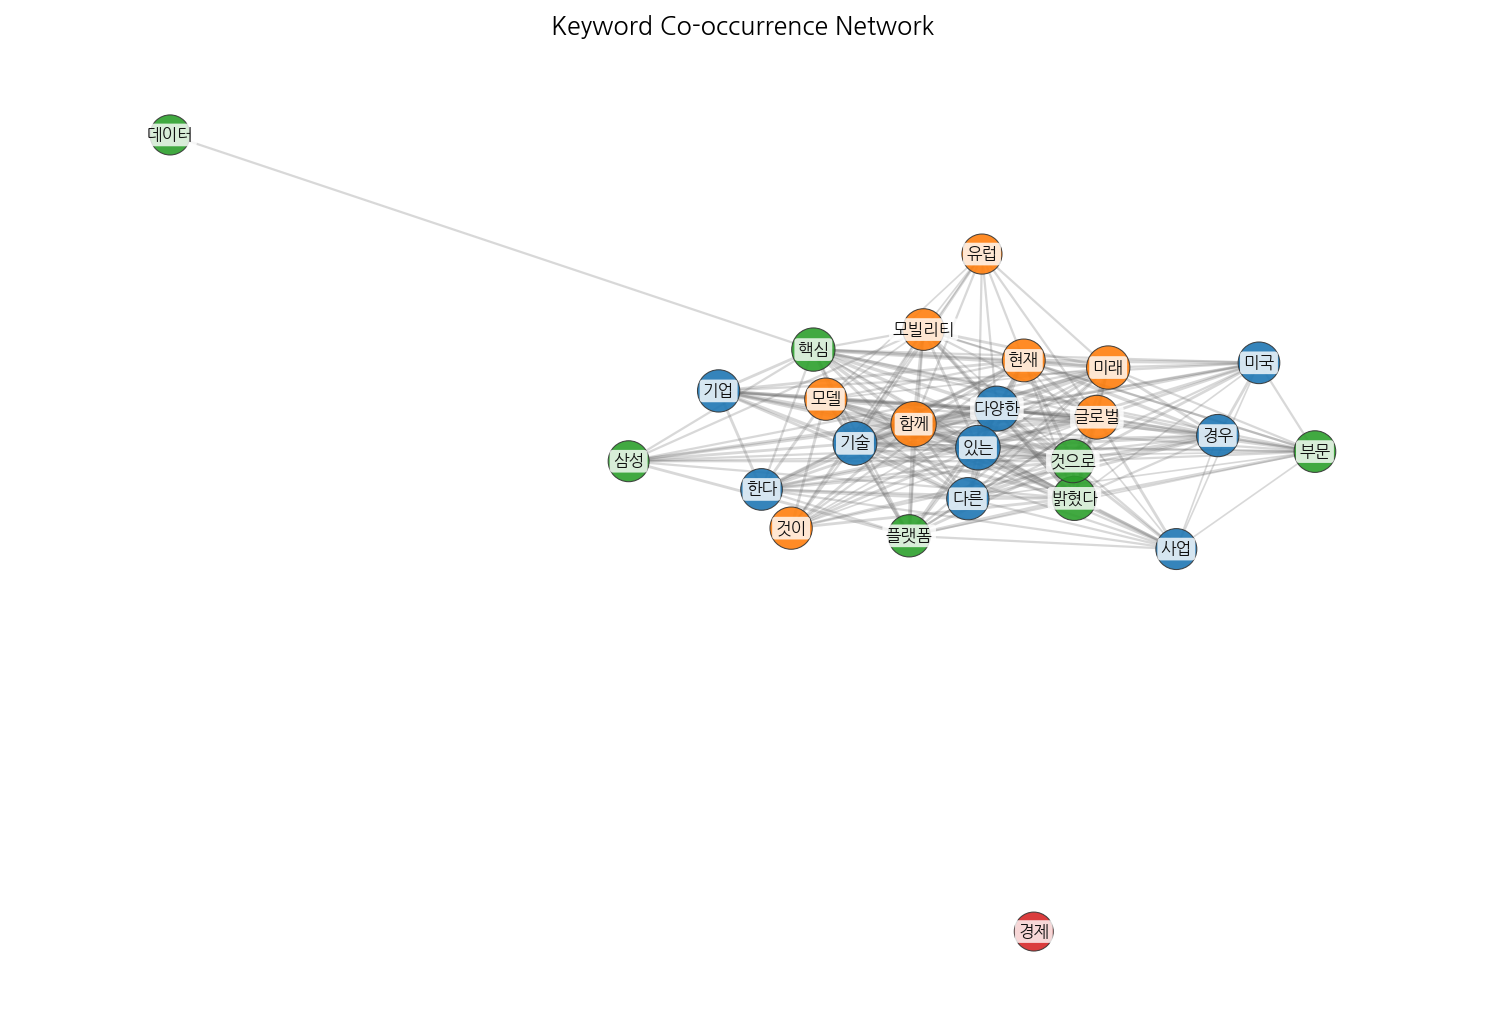 Keyword Co-occurrence Network
데이터
유럽
모빌리티
핵심
현재
미래
미국
기업
모델
다양한
글로벌
함께
기술
있는
경우
것으로
부문
삼성
한다
다른
밝혔다
것이
플랫폼
사업
경제